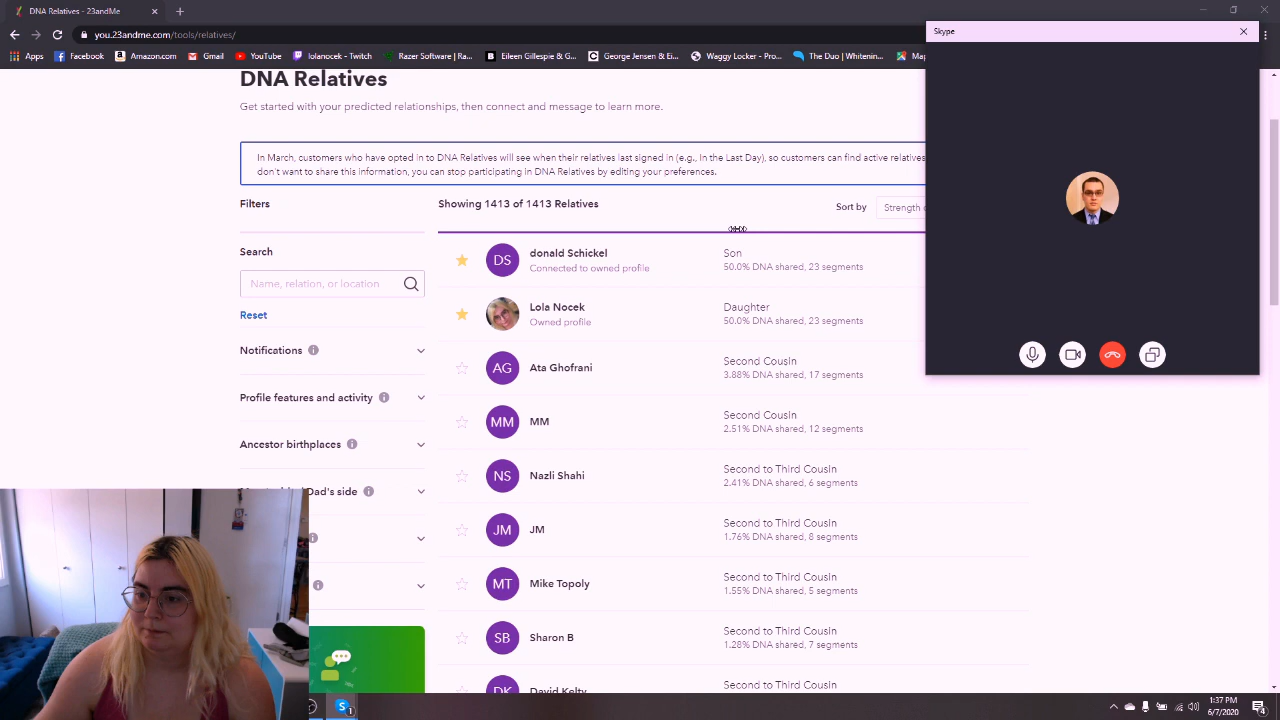 DNA Relatives - 23andMe
you.23andme.com/tools/relatives/
Apps Facebook Amazon.com Gmail YouTube lolanocek - Twitch Razer Software | Ra... Eileen Gillespie & G... George Jensen & Ei... Waggy Locker - Pro... The Duo | Whitenin... Ma
Skype
DNA Relatives
Get started with your predicted relationships, then connect and message to learn more.
In March, customers who have opted in to DNA Relatives will see when their relatives last signed in (e.g., In the Last Day), so customers can find active relatives
don't want to share this information, you can stop participating in DNA Relatives by editing your preferences.
Filters
Showing 1413 of 1413 Relatives
Sort by Strength
Search
Name, relation, or location
Reset
Notifications
Profile features and activity
Ancestor birthplaces
Dad's side
DS donald Schickel Son
Connected to owned profile 50.0% DNA shared, 23 segments
Lola Nocek Daughter
Owned profile 50.0% DNA shared, 23 segments
AG Ata Ghofrani Second Cousin
3.88% DNA shared, 17 segments
MM MM Second Cousin
2.51% DNA shared, 12 segments
NS Nazli Shahi Second to Third Cousin
2.41% DNA shared, 6 segments
JM JM Second to Third Cousin
1.76% DNA shared, 8 segments
MT Mike Topoly Second to Third Cousin
1.55% DNA shared, 5 segments
SB Sharon B Second to Third Cousin
1.28% DNA shared, 7 segments
DK David Kelty Second to Third Cousin
1:37 PM
6/7/2020